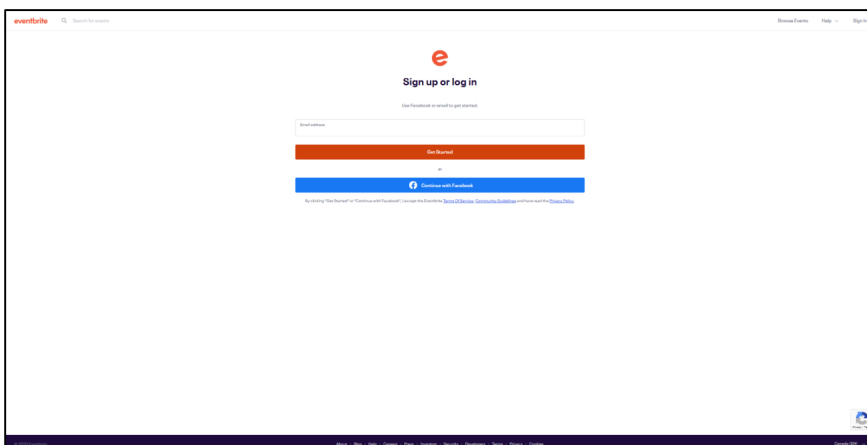 eventbrite
Search for events
Browse Events Help Sign In
Sign up or log in
Use Facebook or email to get started.
Email address
Get Started
or
Continue with Facebook
By clicking "Get Started" or "Continue with Facebook", I accept the Eventbrite Terms Of Service, Community Guidelines and have read the Privacy Policy.
About · Blog · Help · Careers · Press · Investors · Security · Developers · Terms · Privacy · Cookies